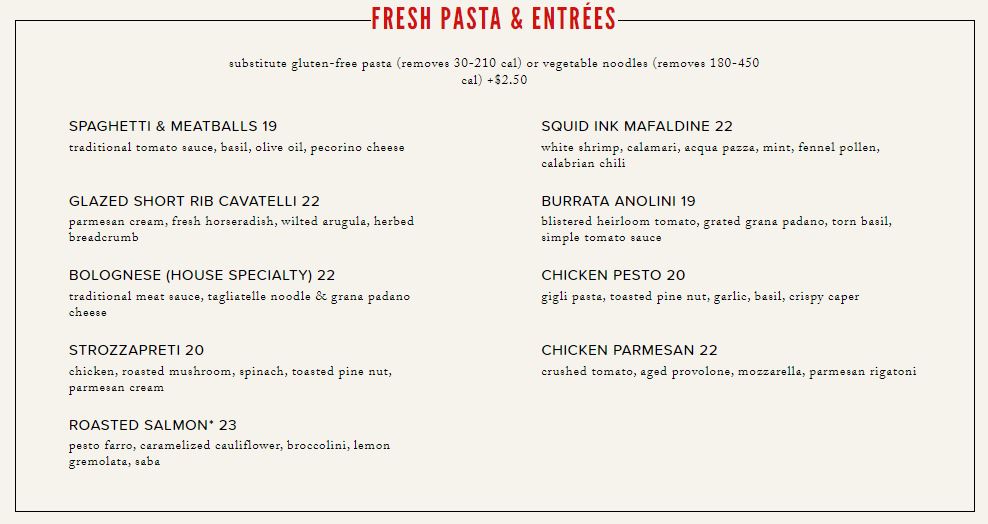 FRESH PASTA & ENTRÉES
substitute gluten-free pasta (removes 30-210 cal) or vegetable noodles (removes 180-450
cal) +$2.50
SPAGHETTI & MEATBALLS 19
traditional tomato sauce, basil, olive oil, pecorino cheese
GLAZED SHORT RIB CAVATELLI 22
parmesan cream, fresh horseradish, wilted arugula, herbed
breadcrumb
BOLOGNESE (HOUSE SPECIALTY) 22
traditional meat sauce, tagliatelle noodle & grana padano
cheese
STROZZAPRETI 20
chicken, roasted mushroom, spinach, toasted pine nut,
parmesan cream
ROASTED SALMON* 23
pesto farro, caramelized cauliflower, broccolini, lemon
gremolata, saba
SQUID INK MAFALDINE 22
white shrimp, calamari, acqua pazza, mint, fennel pollen,
calabrian chili
BURRATA ANOLINI 19
blistered heirloom tomato, grated grana padano, torn basil,
simple tomato sauce
CHICKEN PESTO 20
gigli pasta, toasted pine nut, garlic, basil, crispy caper
CHICKEN PARMESAN 22
crushed tomato, aged provolone, mozzarella, parmesan rigatoni